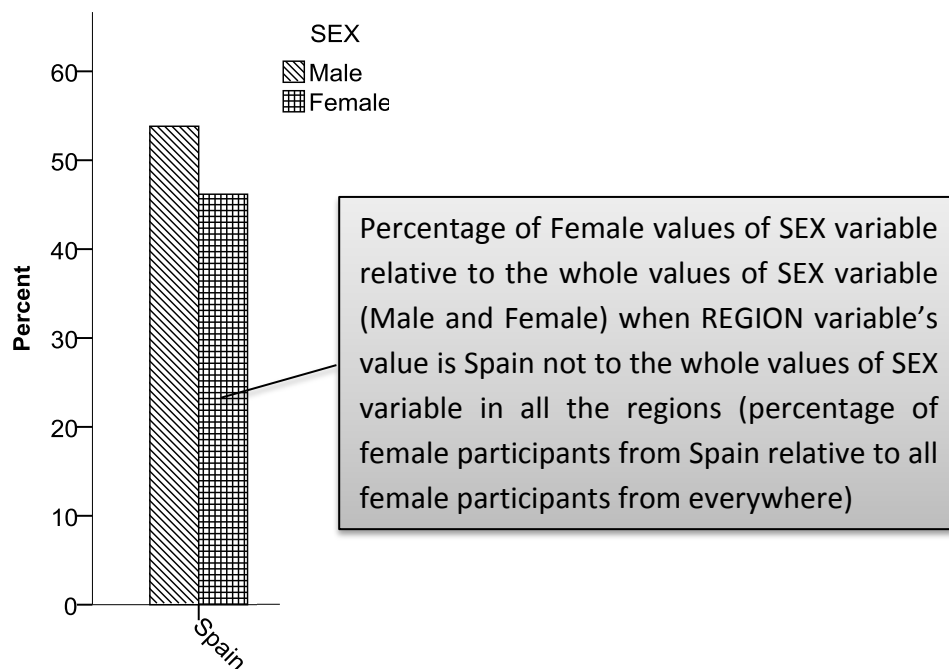 SEX
Male
Female
60
50
40
30
20
10
0
Percent
Spain
Percentage of Female values of SEX variable
relative to the whole values of SEX variable
(Male and Female) when REGION variable’s
value is Spain not to the whole values of SEX
variable in all the regions (percentage of
female participants from Spain relative to all
female participants from everywhere)